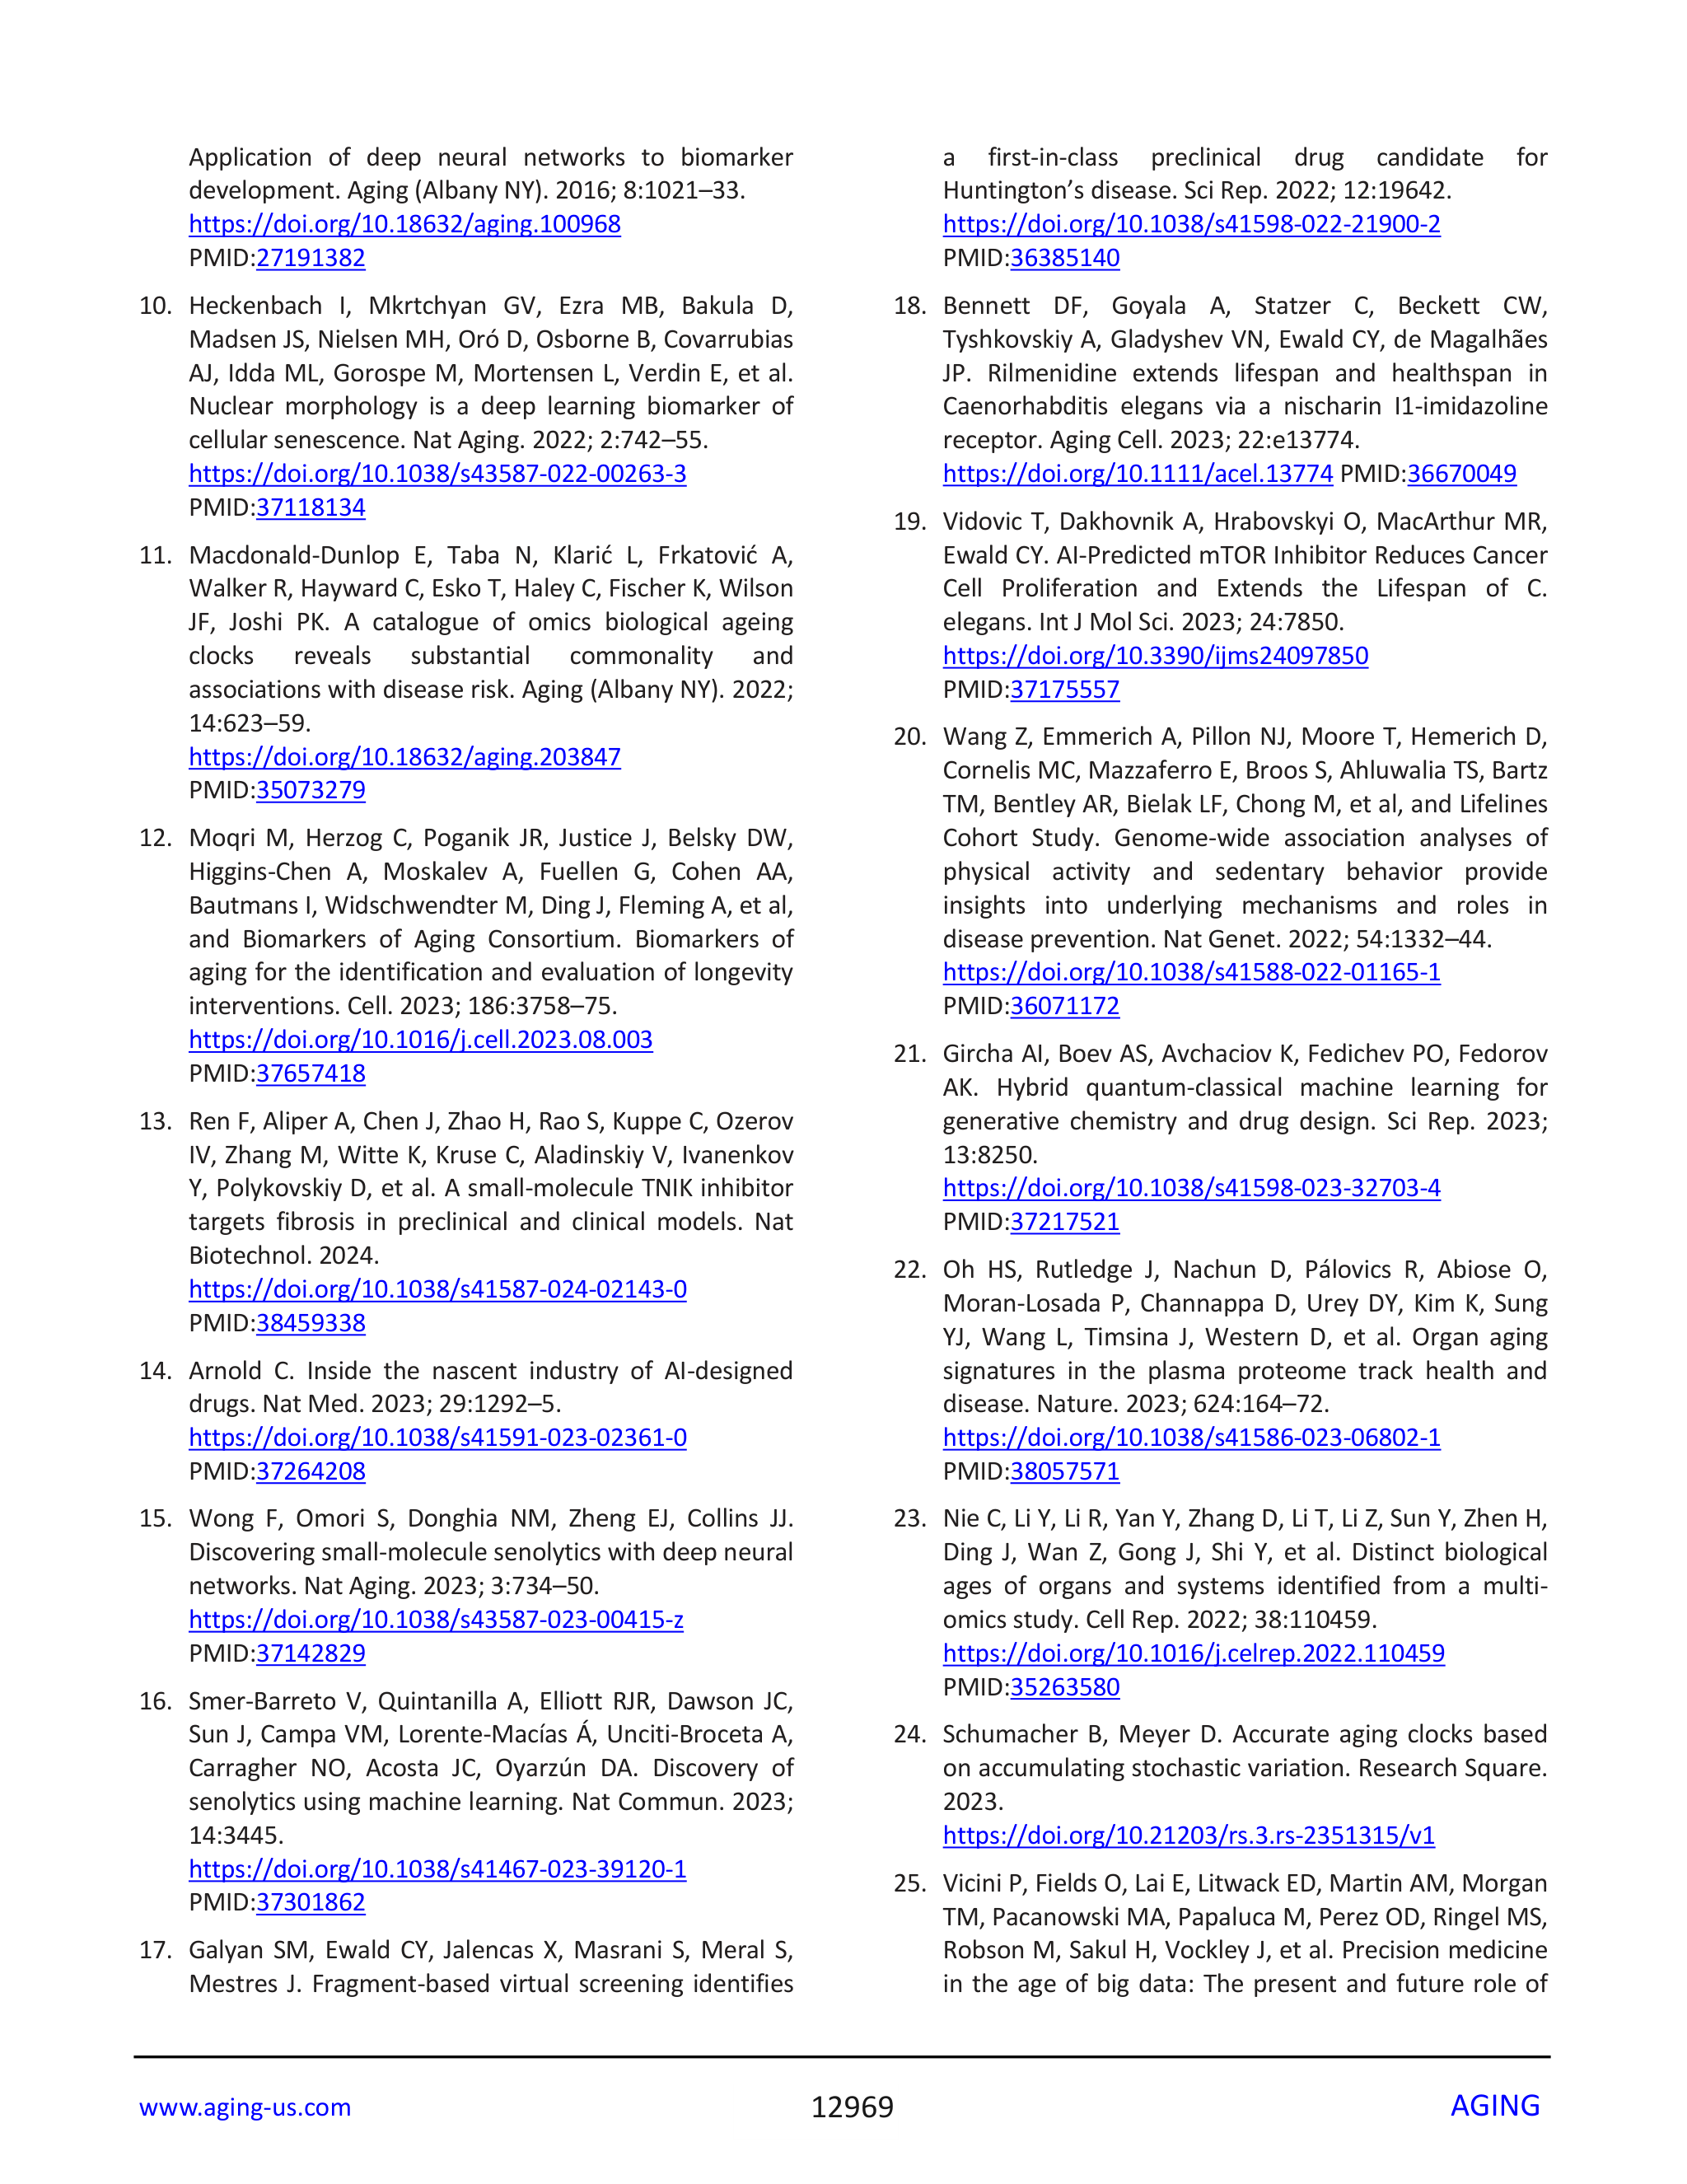 Application of deep neural networks to biomarker
development. Aging (Albany NY). 2016; 8:1021–33.
https://doi.org/10.18632/aging.100968
PMID:27191382
10. Heckenbach I, Mkrtchyan GV, Ezra MB, Bakula D,
Madsen JS, Nielsen MH, Oró D, Osborne B, Covarrubias
AJ, Idda ML, Gorospe M, Mortensen L, Verdin E, et al.
Nuclear morphology is a deep learning biomarker of
cellular senescence. Nat Aging. 2022; 2:742–55.
https://doi.org/10.1038/s43587-022-00263-3
PMID:37118134
11. Macdonald-Dunlop E, Taba N, Klarić L, Frkatović A,
Walker R, Hayward C, Esko T, Haley C, Fischer K, Wilson
JF, Joshi PK. A catalogue of omics biological ageing
clocks reveals substantial commonality and
associations with disease risk. Aging (Albany NY). 2022;
14:623–59.
https://doi.org/10.18632/aging.203847
PMID:35073279
12. Moqri M, Herzog C, Poganik JR, Justice J, Belsky DW,
Higgins-Chen A, Moskalev A, Fuellen G, Cohen AA,
Bautmans I, Widschwendter M, Ding J, Fleming A, et al,
and Biomarkers of Aging Consortium. Biomarkers of
aging for the identification and evaluation of longevity
interventions. Cell. 2023; 186:3758–75.
https://doi.org/10.1016/j.cell.2023.08.003
PMID:37657418
13. Ren F, Aliper A, Chen J, Zhao H, Rao S, Kuppe C, Ozerov
IV, Zhang M, Witte K, Kruse C, Aladinskiy V, Ivanenkov
Y, Polykovskiy D, et al. A small-molecule TNIK inhibitor
targets fibrosis in preclinical and clinical models. Nat
Biotechnol. 2024.
https://doi.org/10.1038/s41587-024-02143-0
PMID:38459338
14. Arnold C. Inside the nascent industry of AI-designed
drugs. Nat Med. 2023; 29:1292–5.
https://doi.org/10.1038/s41591-023-02361-0
PMID:37264208
15. Wong F, Omori S, Donghia NM, Zheng EJ, Collins JJ.
Discovering small-molecule senolytics with deep neural
networks. Nat Aging. 2023; 3:734–50.
https://doi.org/10.1038/s43587-023-00415-z
PMID:37142829
16. Smer-Barreto V, Quintanilla A, Elliott RJR, Dawson JC,
Sun J, Campa VM, Lorente-Macías Á, Unciti-Broceta A,
Carragher NO, Acosta JC, Oyarzún DA. Discovery of
senolytics using machine learning. Nat Commun. 2023;
14:3445.
https://doi.org/10.1038/s41467-023-39120-1
PMID:37301862
17. Galyan SM, Ewald CY, Jalencas X, Masrani S, Meral S,
Mestres J. Fragment-based virtual screening identifies
a first-in-class preclinical drug candidate for
Huntington’s disease. Sci Rep. 2022; 12:19642.
https://doi.org/10.1038/s41598-022-21900-2
PMID:36385140
18. Bennett DF, Goyala A, Statzer C, Beckett CW,
Tyshkovskiy A, Gladyshev VN, Ewald CY, de Magalhães
JP. Rilmenidine extends lifespan and healthspan in
Caenorhabditis elegans via a nischarin I1-imidazoline
receptor. Aging Cell. 2023; 22:e13774.
https://doi.org/10.1111/acel.13774 PMID:36670049
19. Vidovic T, Dakhovnik A, Hrabovskyi O, MacArthur MR,
Ewald CY. AI-Predicted mTOR Inhibitor Reduces Cancer
Cell Proliferation and Extends the Lifespan of C.
elegans. Int J Mol Sci. 2023; 24:7850.
https://doi.org/10.3390/ijms24097850
PMID:37175557
20. Wang Z, Emmerich A, Pillon NJ, Moore T, Hemerich D,
Cornelis MC, Mazzaferro E, Broos S, Ahluwalia TS, Bartz
TM, Bentley AR, Bielak LF, Chong M, et al, and Lifelines
Cohort Study. Genome-wide association analyses of
physical activity and sedentary behavior provide
insights into underlying mechanisms and roles in
disease prevention. Nat Genet. 2022; 54:1332–44.
https://doi.org/10.1038/s41588-022-01165-1
PMID:36071172
21. Gircha AI, Boev AS, Avchaciov K, Fedichev PO, Fedorov
AK. Hybrid quantum-classical machine learning for
generative chemistry and drug design. Sci Rep. 2023;
13:8250.
https://doi.org/10.1038/s41598-023-32703-4
PMID:37217521
22. Oh HS, Rutledge J, Nachun D, Pálovics R, Abiose O,
Moran-Losada P, Channappa D, Urey DY, Kim K, Sung
YJ, Wang L, Timsina J, Western D, et al. Organ aging
signatures in the plasma proteome track health and
disease. Nature. 2023; 624:164–72.
https://doi.org/10.1038/s41586-023-06802-1
PMID:38057571
23. Nie C, Li Y, Li R, Yan Y, Zhang D, Li T, Li Z, Sun Y, Zhen H,
Ding J, Wan Z, Gong J, Shi Y, et al. Distinct biological
ages of organs and systems identified from a multi-
omics study. Cell Rep. 2022; 38:110459.
https://doi.org/10.1016/j.celrep.2022.110459
PMID:35263580
24. Schumacher B, Meyer D. Accurate aging clocks based
on accumulating stochastic variation. Research Square.
2023.
https://doi.org/10.21203/rs.3.rs-2351315/v1
25. Vicini P, Fields O, Lai E, Litwack ED, Martin AM, Morgan
TM, Pacanowski MA, Papaluca M, Perez OD, Ringel MS,
Robson M, Sakul H, Vockley J, et al. Precision medicine
in the age of big data: The present and future role of
www.aging-us.com 12969 AGING